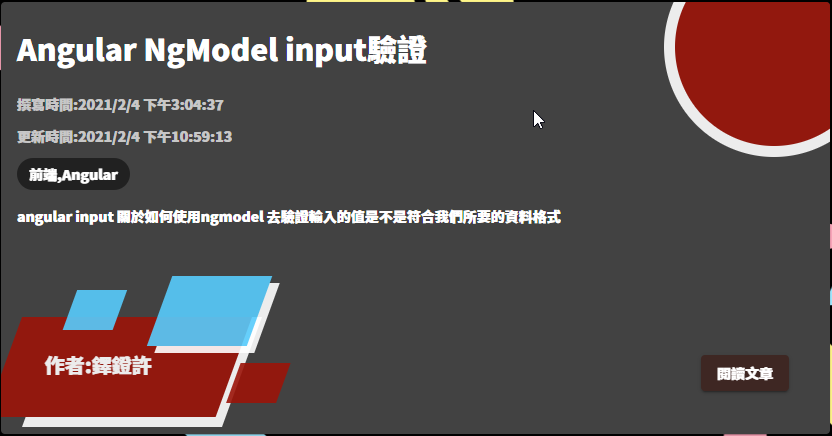 Angular NgModel input驗證
撰寫時間:2021/2/4 下午3:04:37
更新時間:2021/2/4 下午10:59:13
前端,Angular
angular input 關於如何使用ngmodel 去驗證輸入的值是不是符合我們所要的資料格式
作者:鐸鐙許
閱讀文章